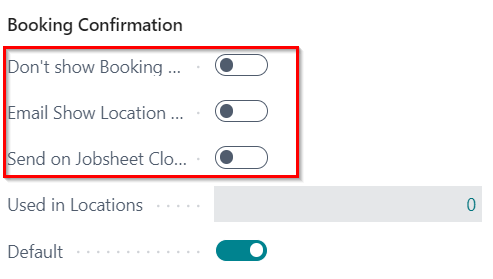 Booking Confirmation
Don't show Booking ...
Email Show Location ...
Send on Jobsheet Clo...
Used in Locations 0
Default